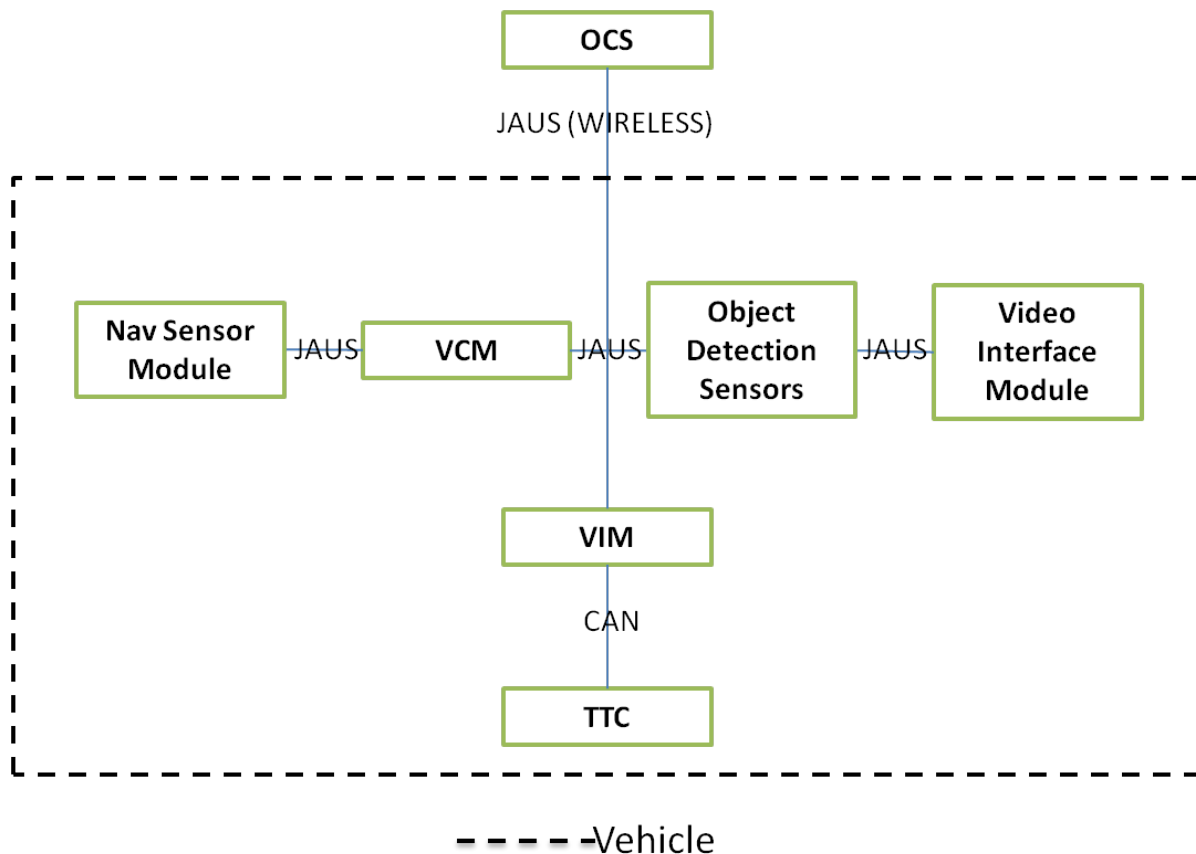 OCS
JAUS (WIRELESS)
Nav Sensor
Module
JAUS
VCM
JAUS
Object
Detection
Sensors
JAUS
Video
Interface
Module
VIM
CAN
TTC
Vehicle